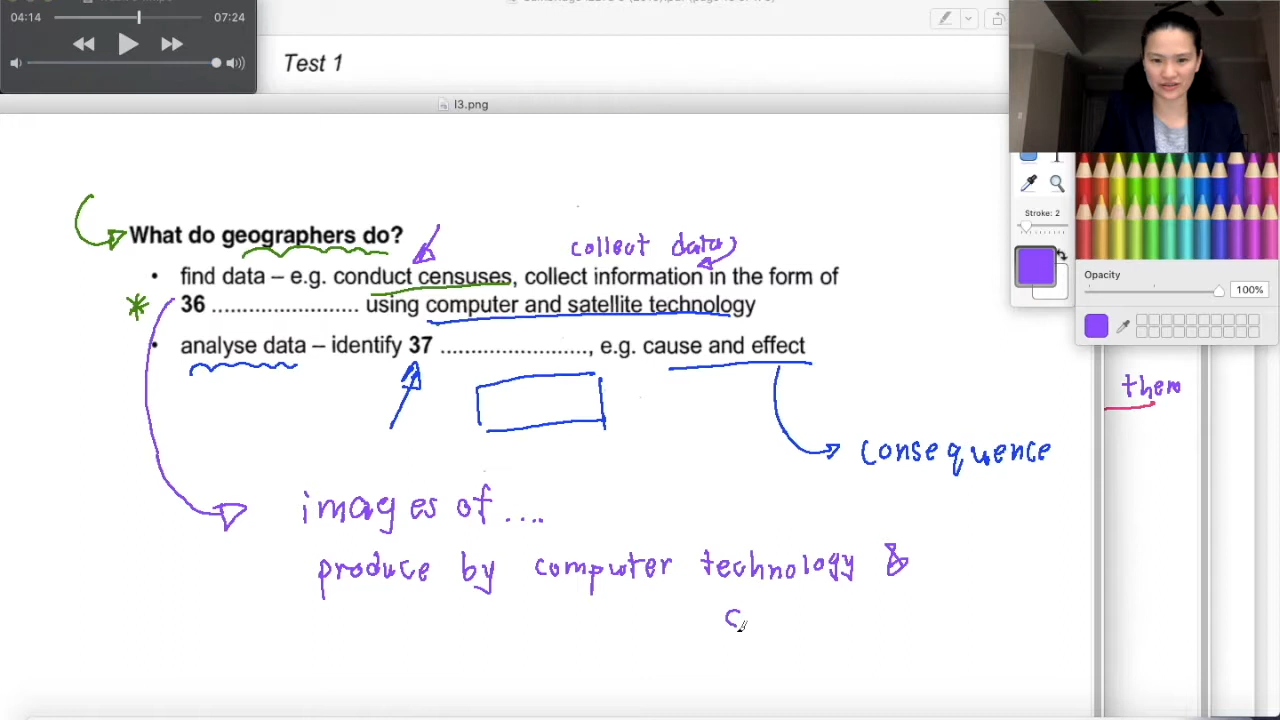 04:14
07:24
Test 1
I3.png
Stroke: 2
Opacity
100%
What do geographers do?
collect data
• find data – e.g. conduct censuses, collect information in the form of
* 36 ........................ using computer and satellite technology
• analyse data – identify 37 ........................, e.g. cause and effect
them
consequence
images of ....
produce by computer technology &